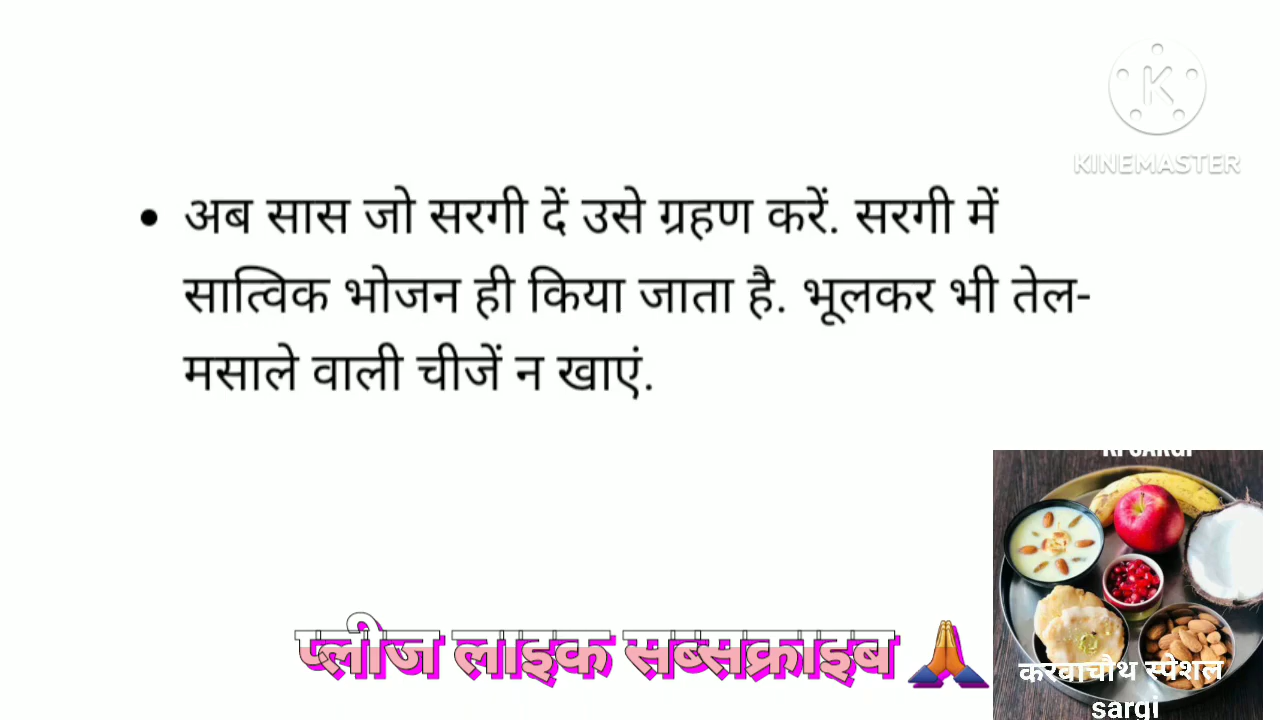 KINEMASTER
• अब सास जो सरगी दें उसे ग्रहण करें. सरगी में
सात्विक भोजन ही किया जाता है. भूलकर भी तेल-
मसाले वाली चीजें न खाएं.
प्लीज लाइक सब्सक्राइब 🙏
करवाचौथ स्पेशल
sargi